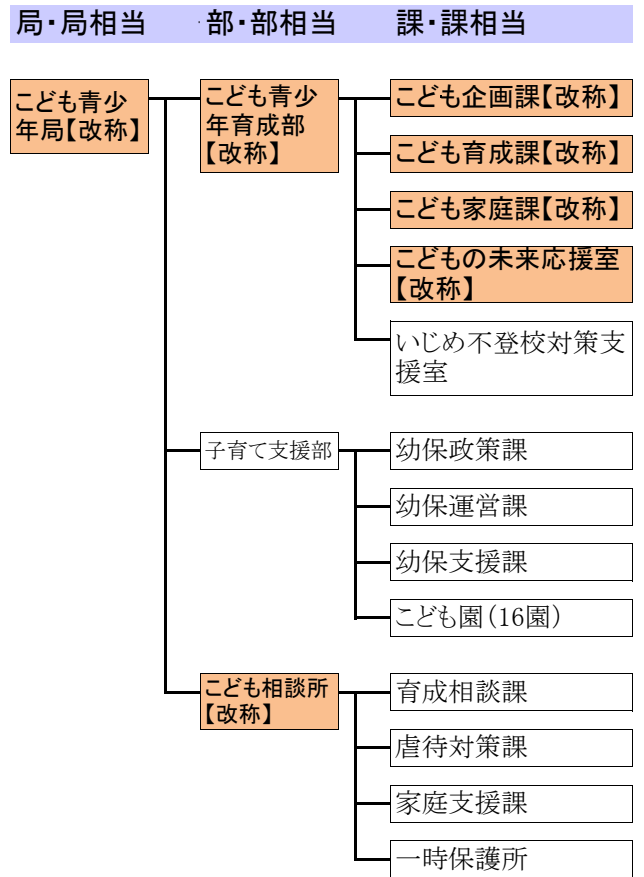 局・局相当 部・部相当 課・課相当
こども青少
年局【改称】
こども青少
年育成部
【改称】
こども企画課【改称】
こども育成課【改称】
こども家庭課【改称】
こどもの未来応援室
【改称】
いじめ不登校対策支
援室
子育て支援部
幼保政策課
幼保運営課
幼保支援課
こども園(16園)
こども相談所
【改称】
育成相談課
虐待対策課
家庭支援課
一時保護所